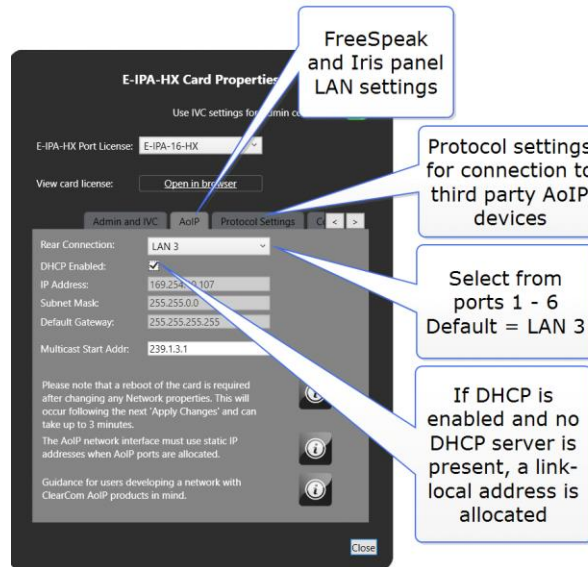 FreeSpeak
and Iris panel
LAN settings
E-IPA-HX Card Properties
Use IVC settings for
E-IPA-HX Port License: E-IPA-16-HX
View card license: Open in browser
Protocol settings
for connection to
third party AoIP
devices
Admin and IVC AoIP Protocol Settings < >
Rear Connection: LAN 3
DHCP Enabled:
IP Address:
Subnet Mask: 255.255.0.0
Default Gateway: 255.255.255.255
Multicast Start Addr: 239.1.3.1
Select from
ports 1 - 6
Default = LAN 3
Please note that a reboot of the card is required
after changing any Network properties. This will
occur following the next 'Apply Changes' and can
take up to 3 minutes.
The AoIP network interface must use static IP
addresses when AoIP ports are allocated.
Guidance for users developing a network with
ClearCom AoIP products in mind.
If DHCP is
enabled and no
DHCP server is
present, a link-
local address is
allocated
Close